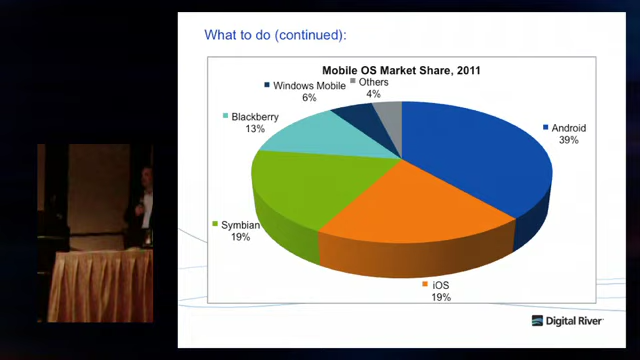 What to do (continued):
Mobile OS Market Share, 2011
Others
4%
Windows Mobile
6%
Blackberry
13%
Android
39%
Symbian
19%
iOS
19%
Digital River